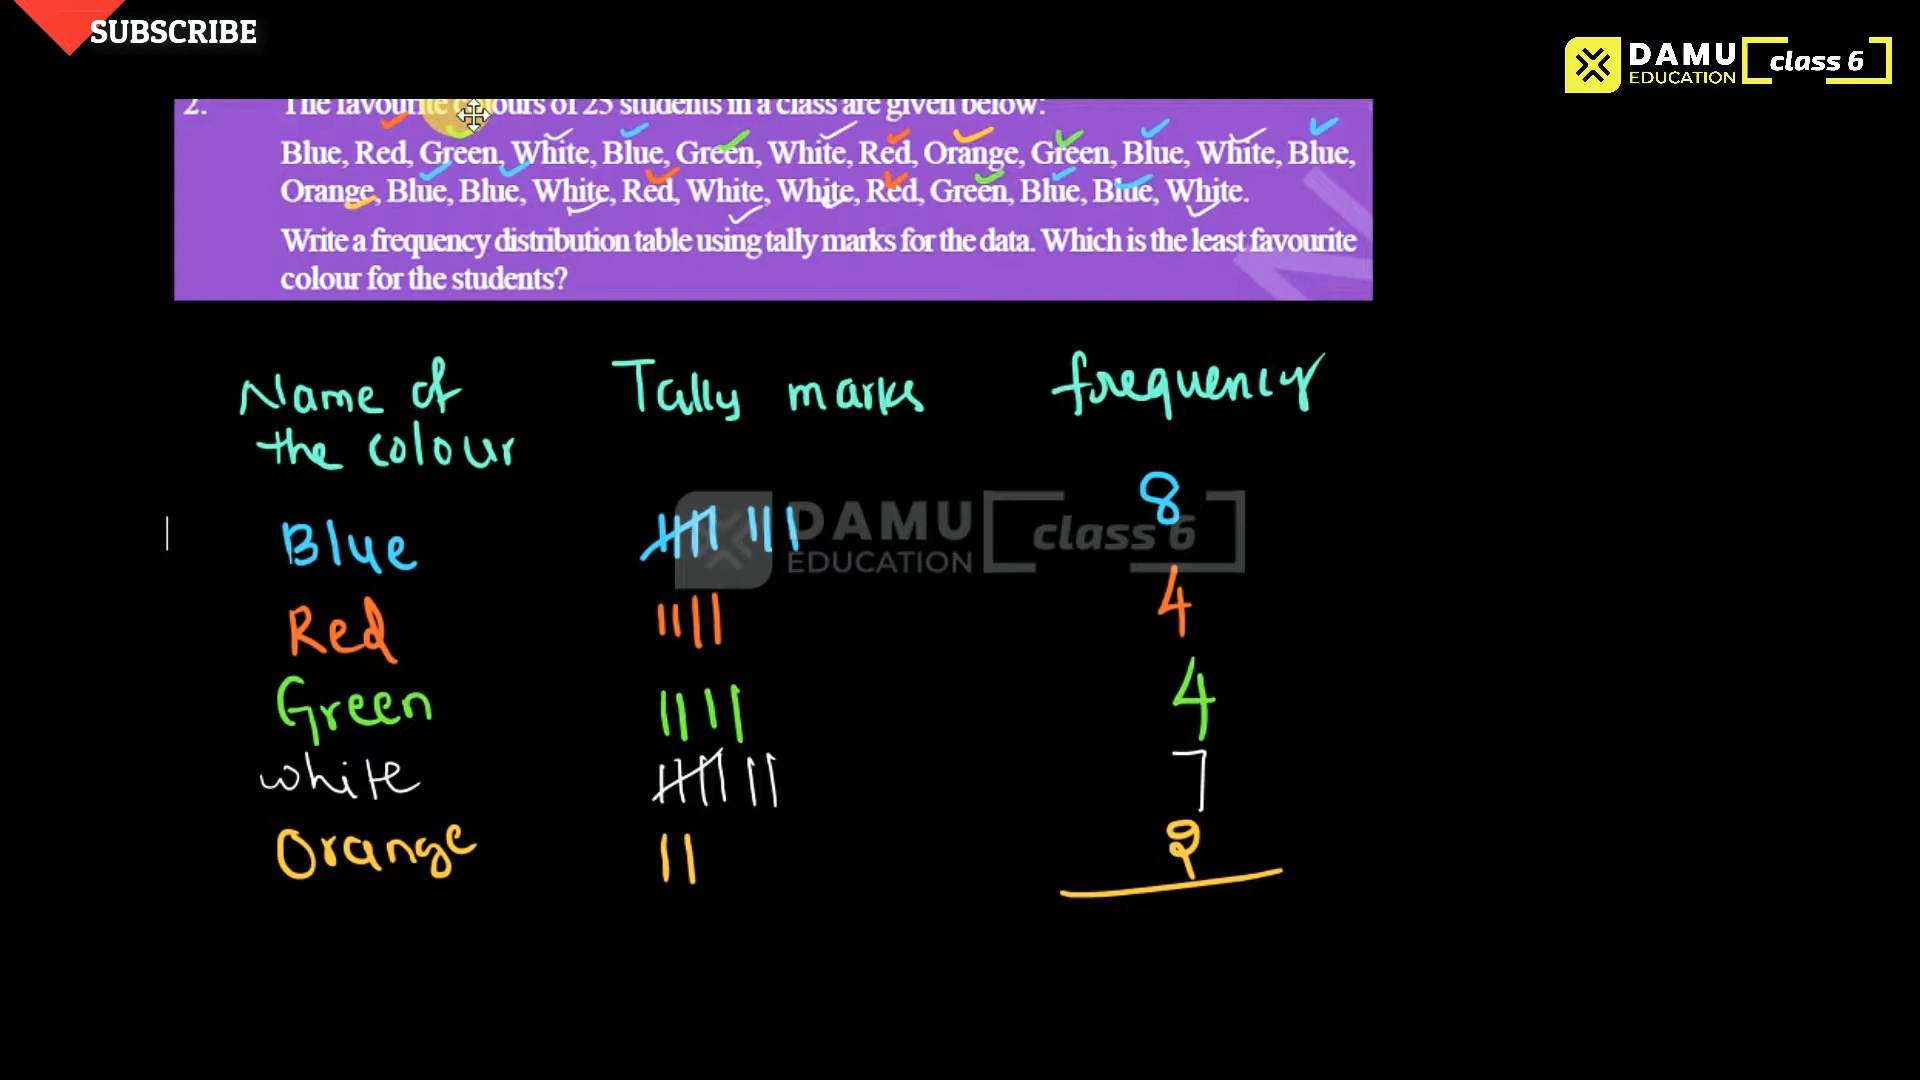 SUBSCRIBE
DAMU
EDUCATION
class 6
2. The favourite colours of 25 students in a class are given below:
Blue, Red, Green, White, Blue, Green, White, Red, Orange, Green, Blue, White, Blue,
Orange, Blue, Blue, White, Red, White, White, Red, Green, Blue, Blue, White.
Write a frequency distribution table using tally marks for the data. Which is the least favourite
colour for the students?
Name of the colour Tally marks frequency
Blue 8
Red 4
Green 4
white 7
Orange 2
DAMU
EDUCATION
class 6